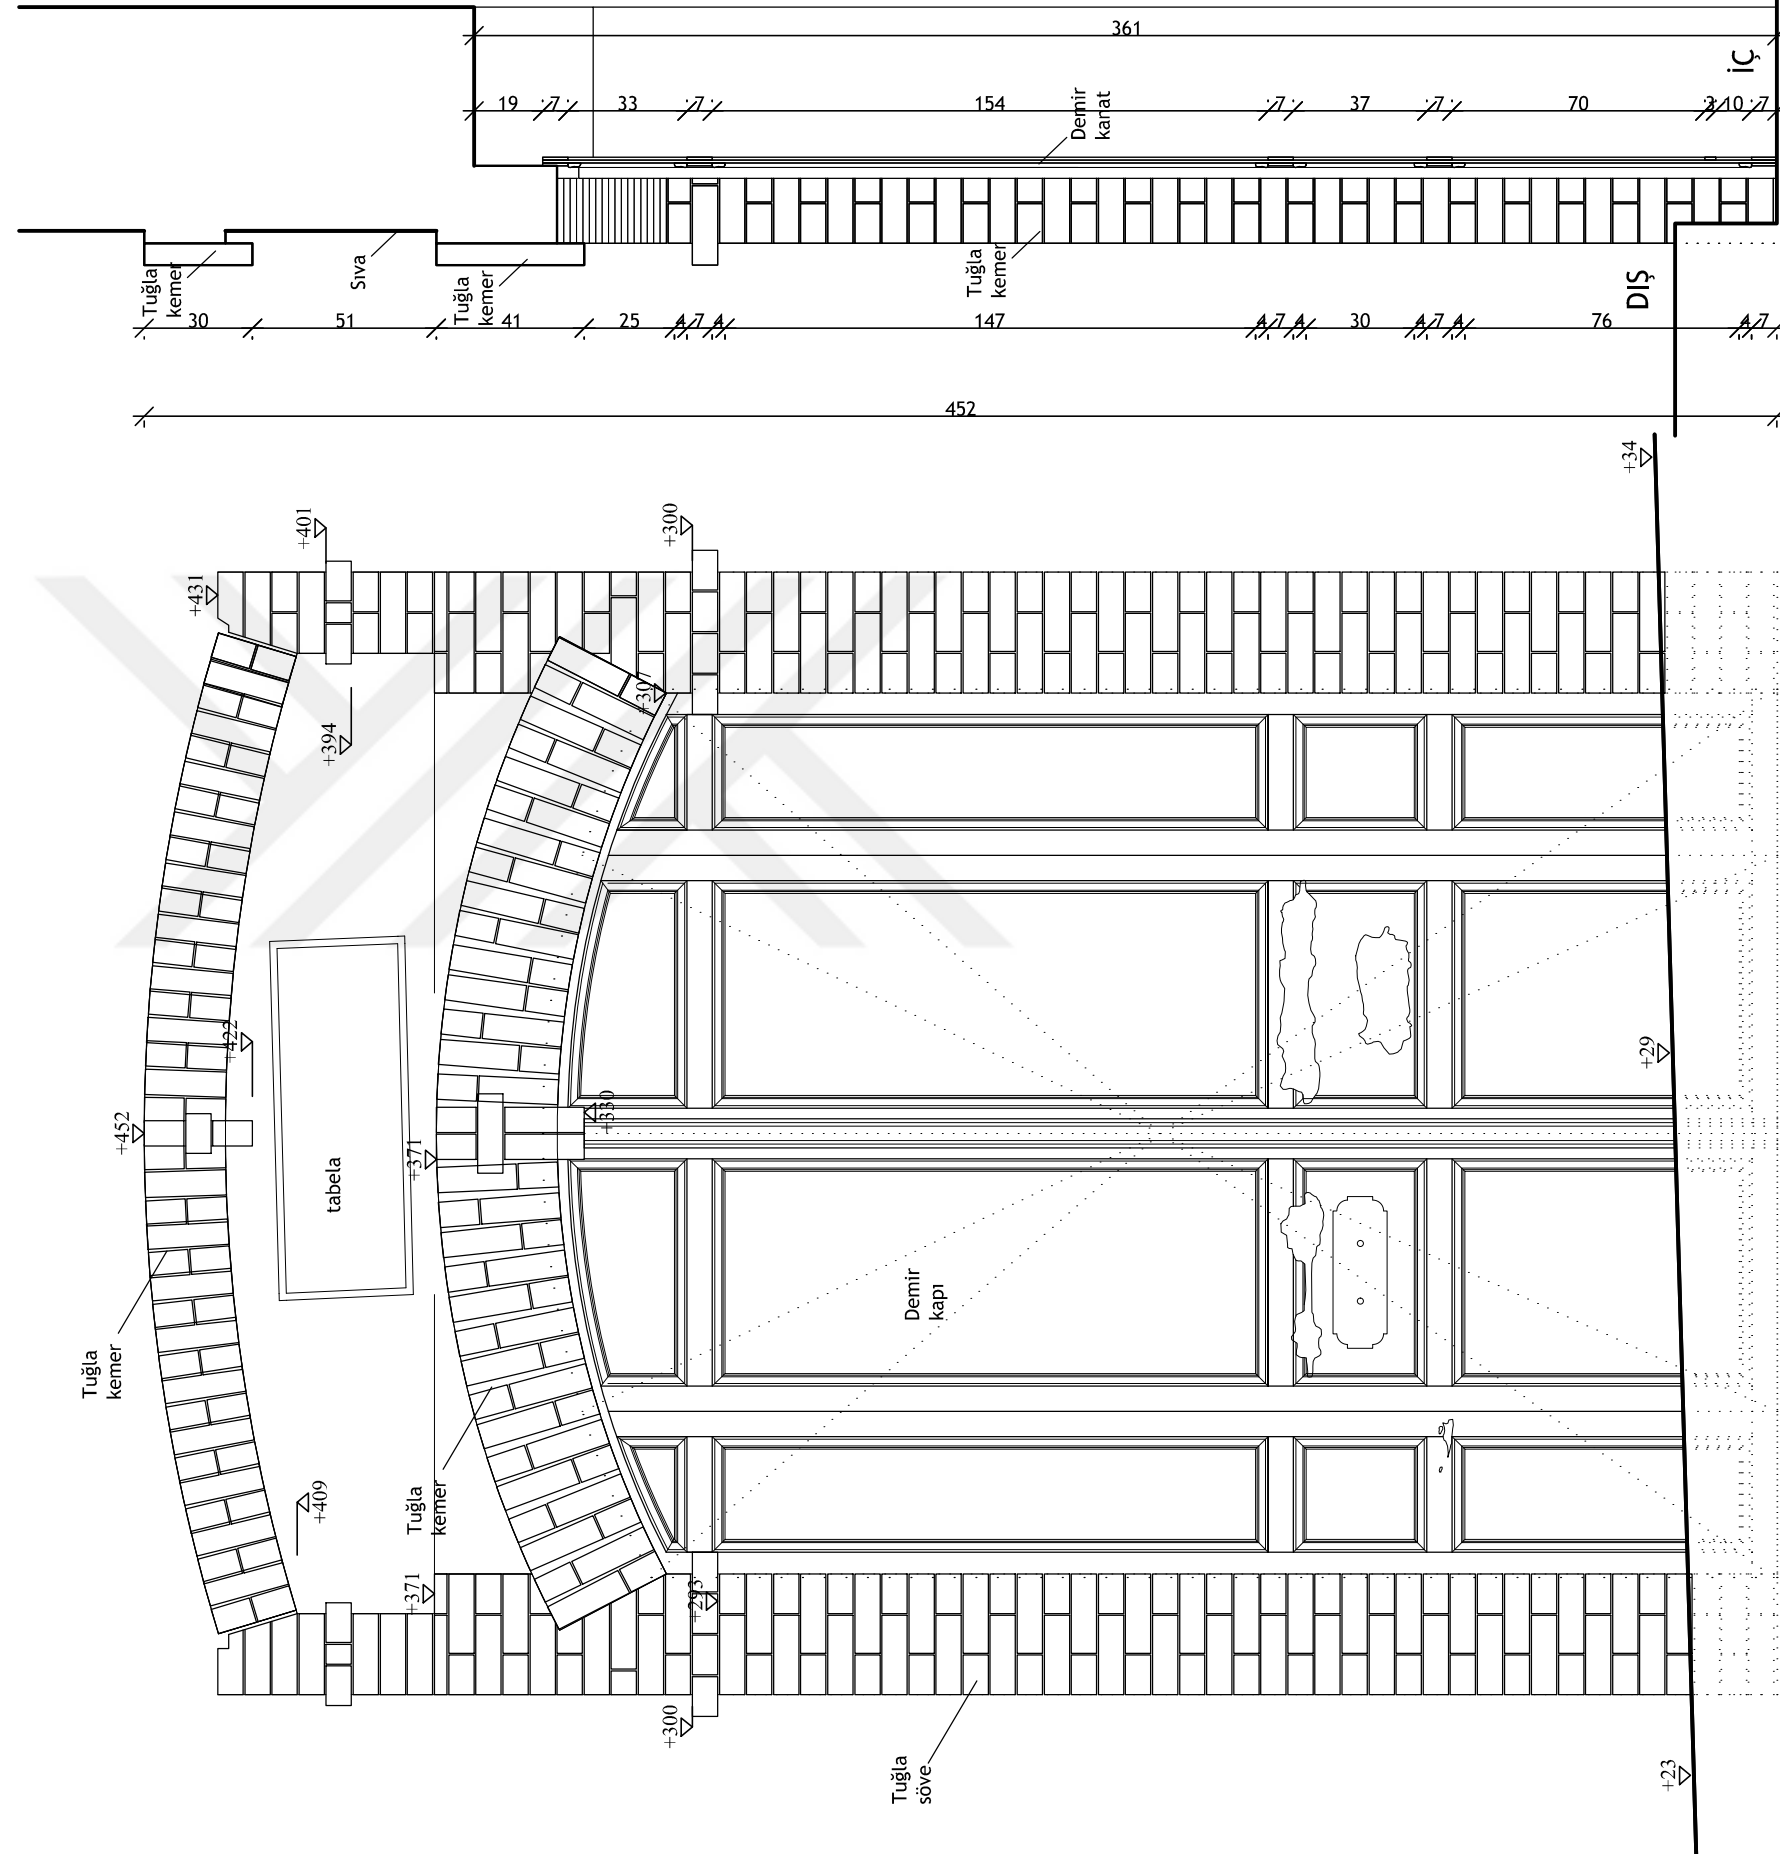 361
İÇ
19 7 33 7 154 7 37 7 70 3 10 7
Demir
kanat
Tuğla
kemer
Sıva
Tuğla
kemer
Tuğla
kemer
DIŞ
30 51 41 25 4 7 4 147 4 7 4 30 4 7 4 76 4 7
452
+34
+401
+300
+431
+307
+394
+422
+29
+452
+330
+371
tabela
Demir
kapı
Tuğla
kemer
+409
Tuğla
kemer
+371
+293
+300
Tuğla
söve
+23